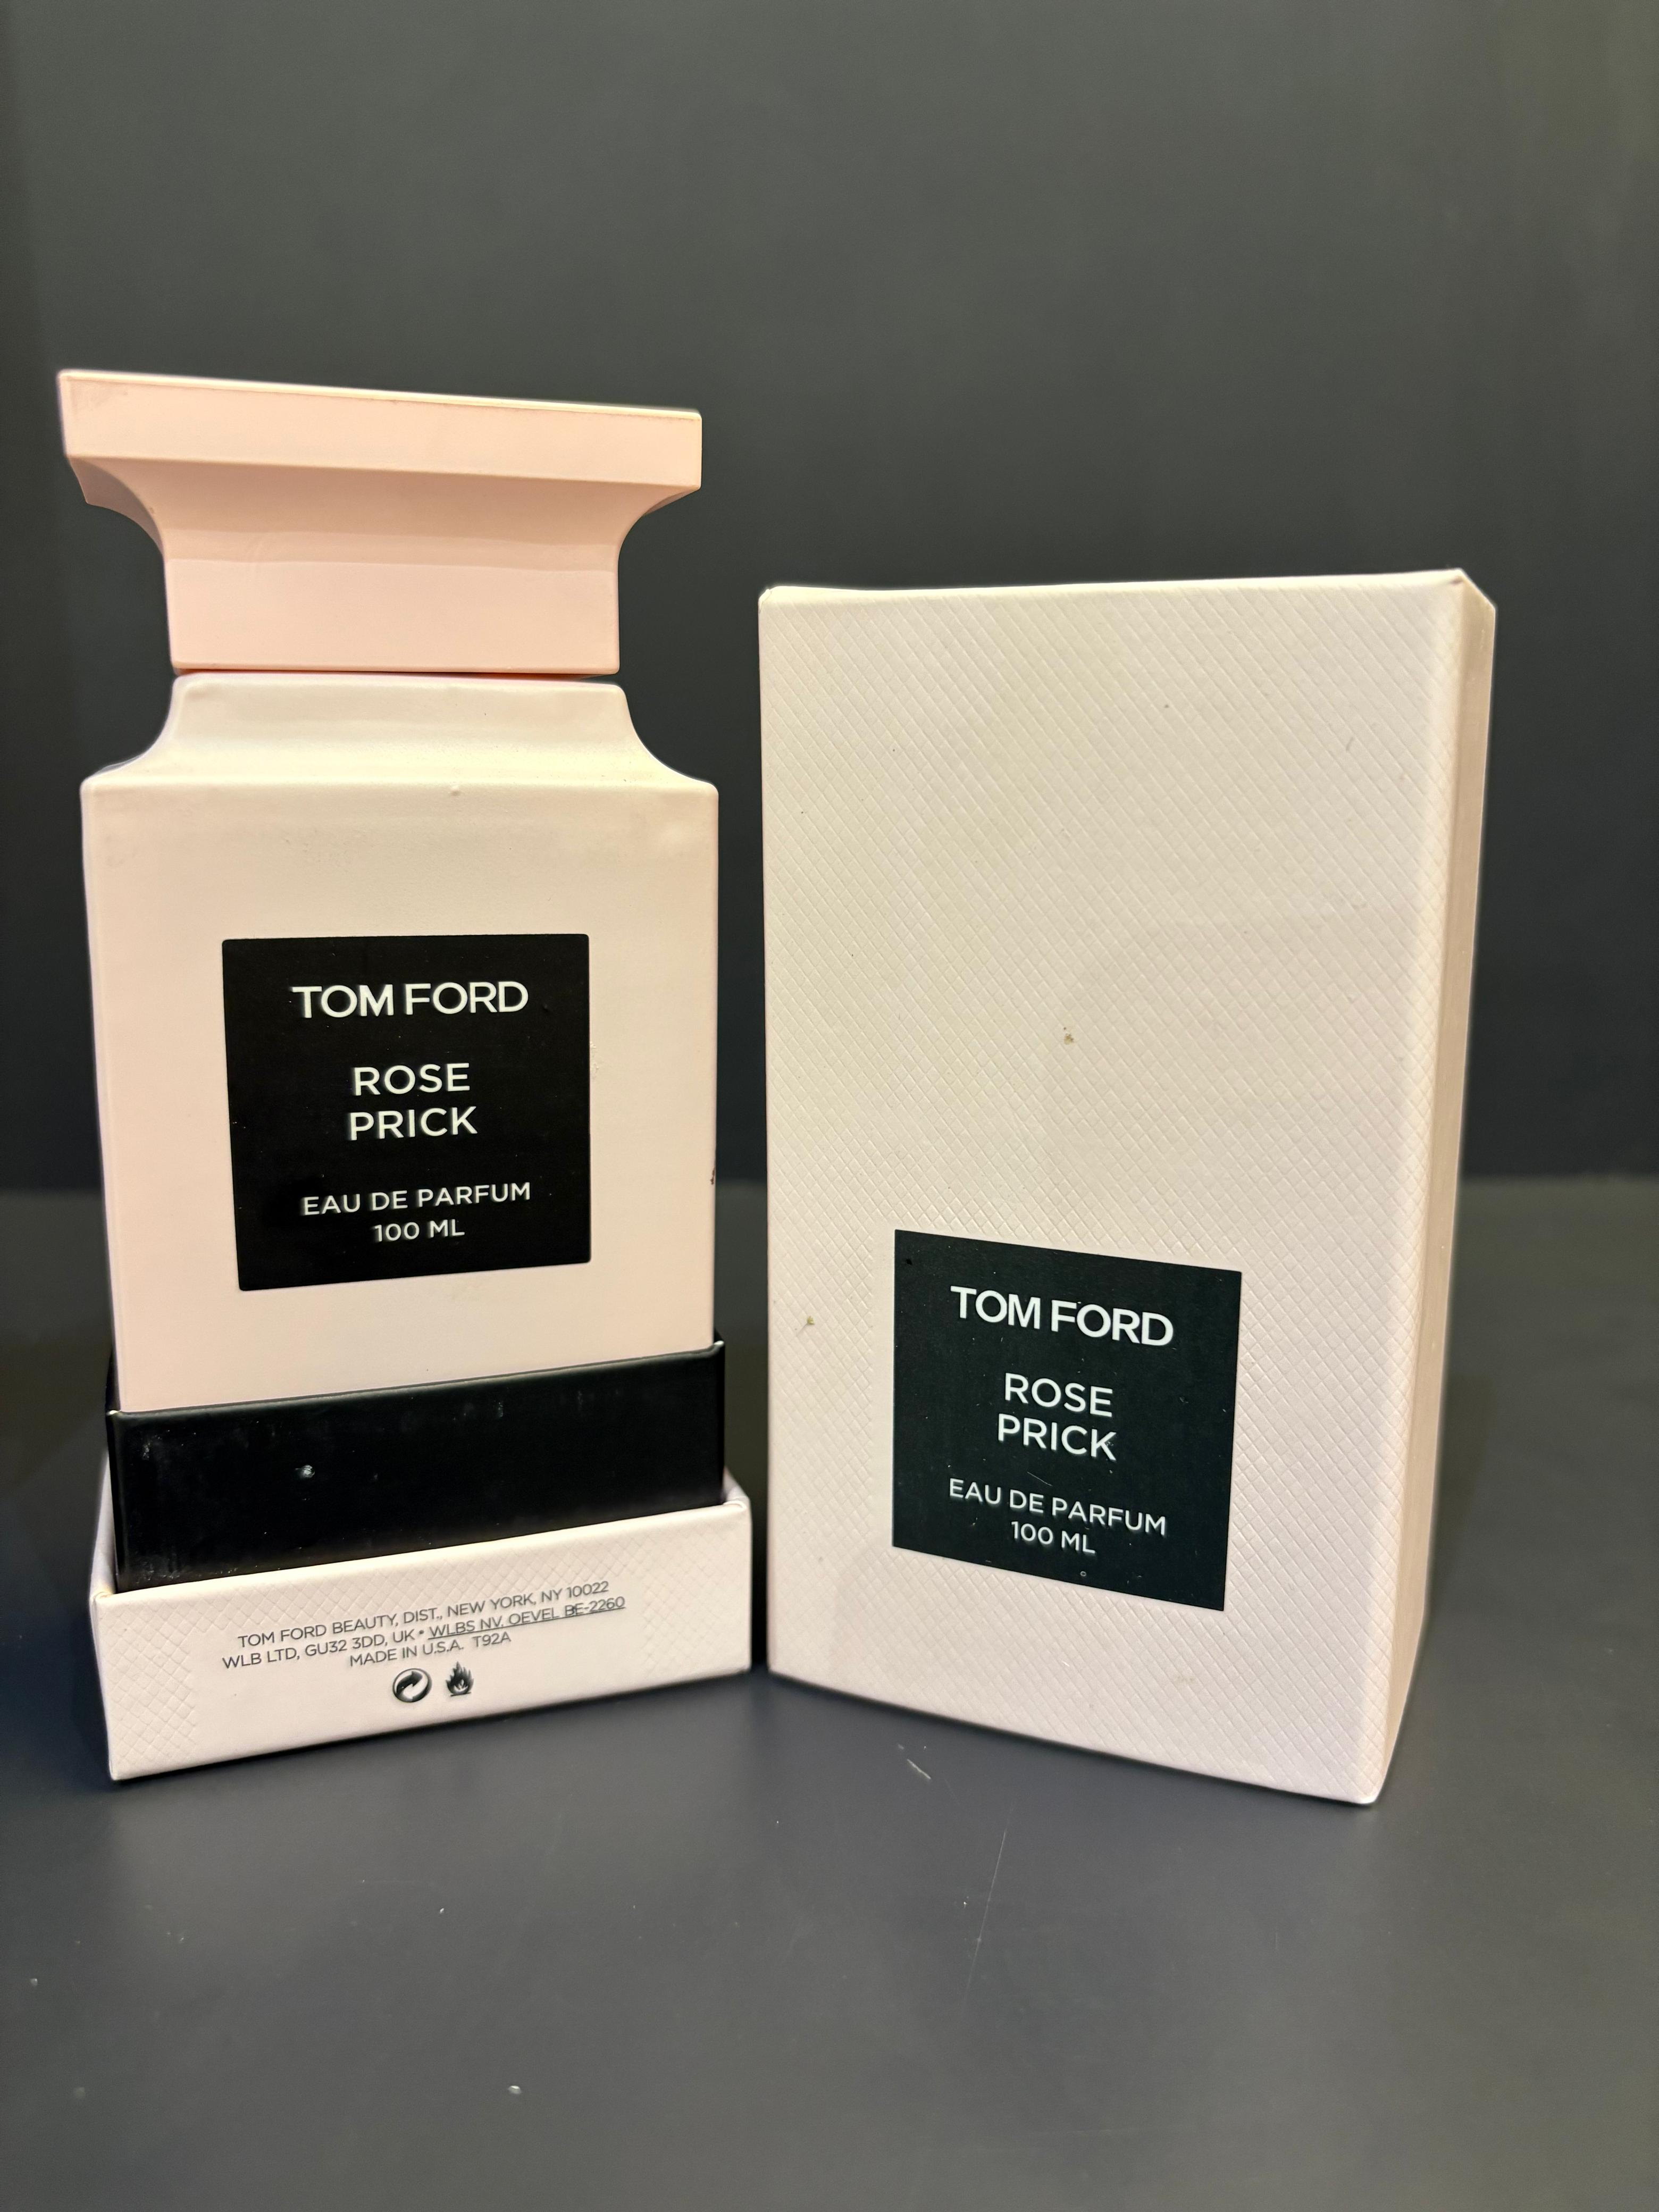 TOM FORD
ROSE
PRICK
EAU DE PARFUM
100 ML
TOM FORD BEAUTY, DIST., NEW YORK, NY 10022
WLB LTD, GU32 3DD, UK • WLBS NV, OEVEL BE-2260
MADE IN U.S.A. T92A
TOM FORD
ROSE
PRICK
EAU DE PARFUM
100 ML